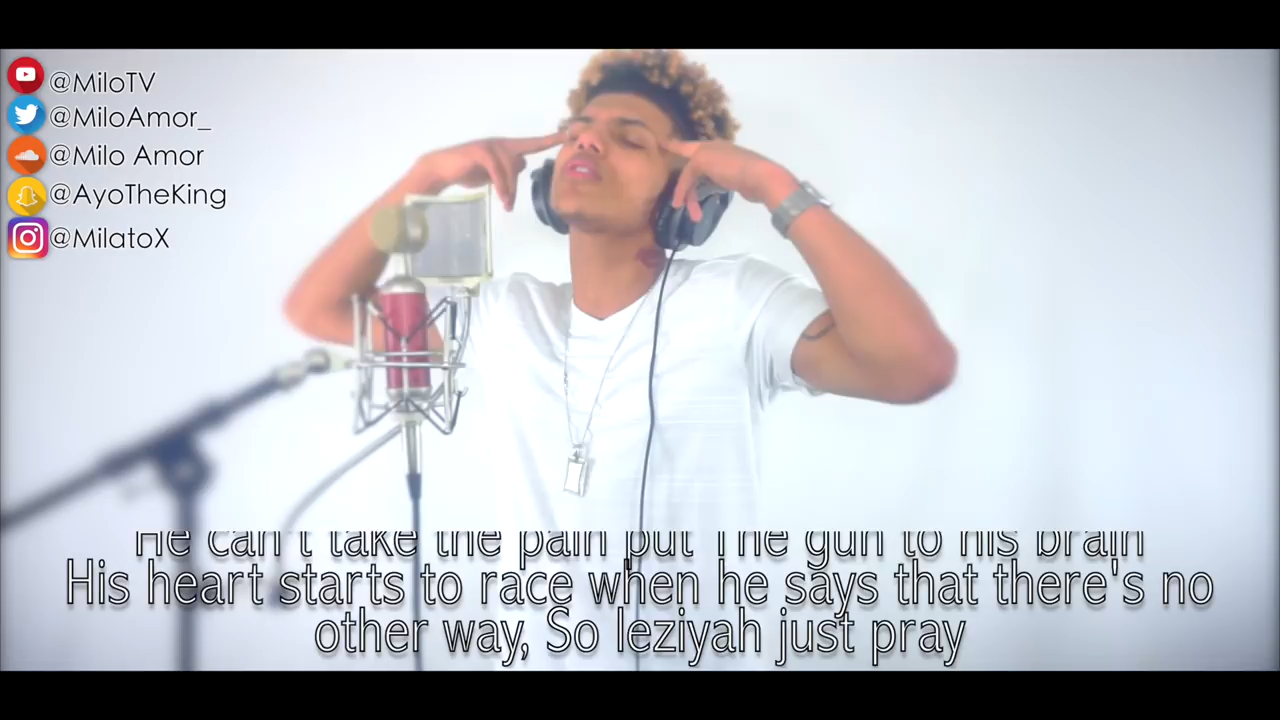 @MiloTV
@MiloAmor_
@Milo Amor
@AyoTheKing
@MilatoX
He can't take the pain put The gun to his brain
His heart starts to race when he says that there's no
other way, So leziyah just pray